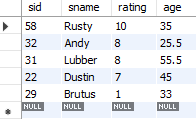 sid sname rating age
58 Rusty 10 35
32 Andy 8 25.5
31 Lubber 8 55.5
22 Dustin 7 45
29 Brutus 1 33
NULL NULL NULL NULL